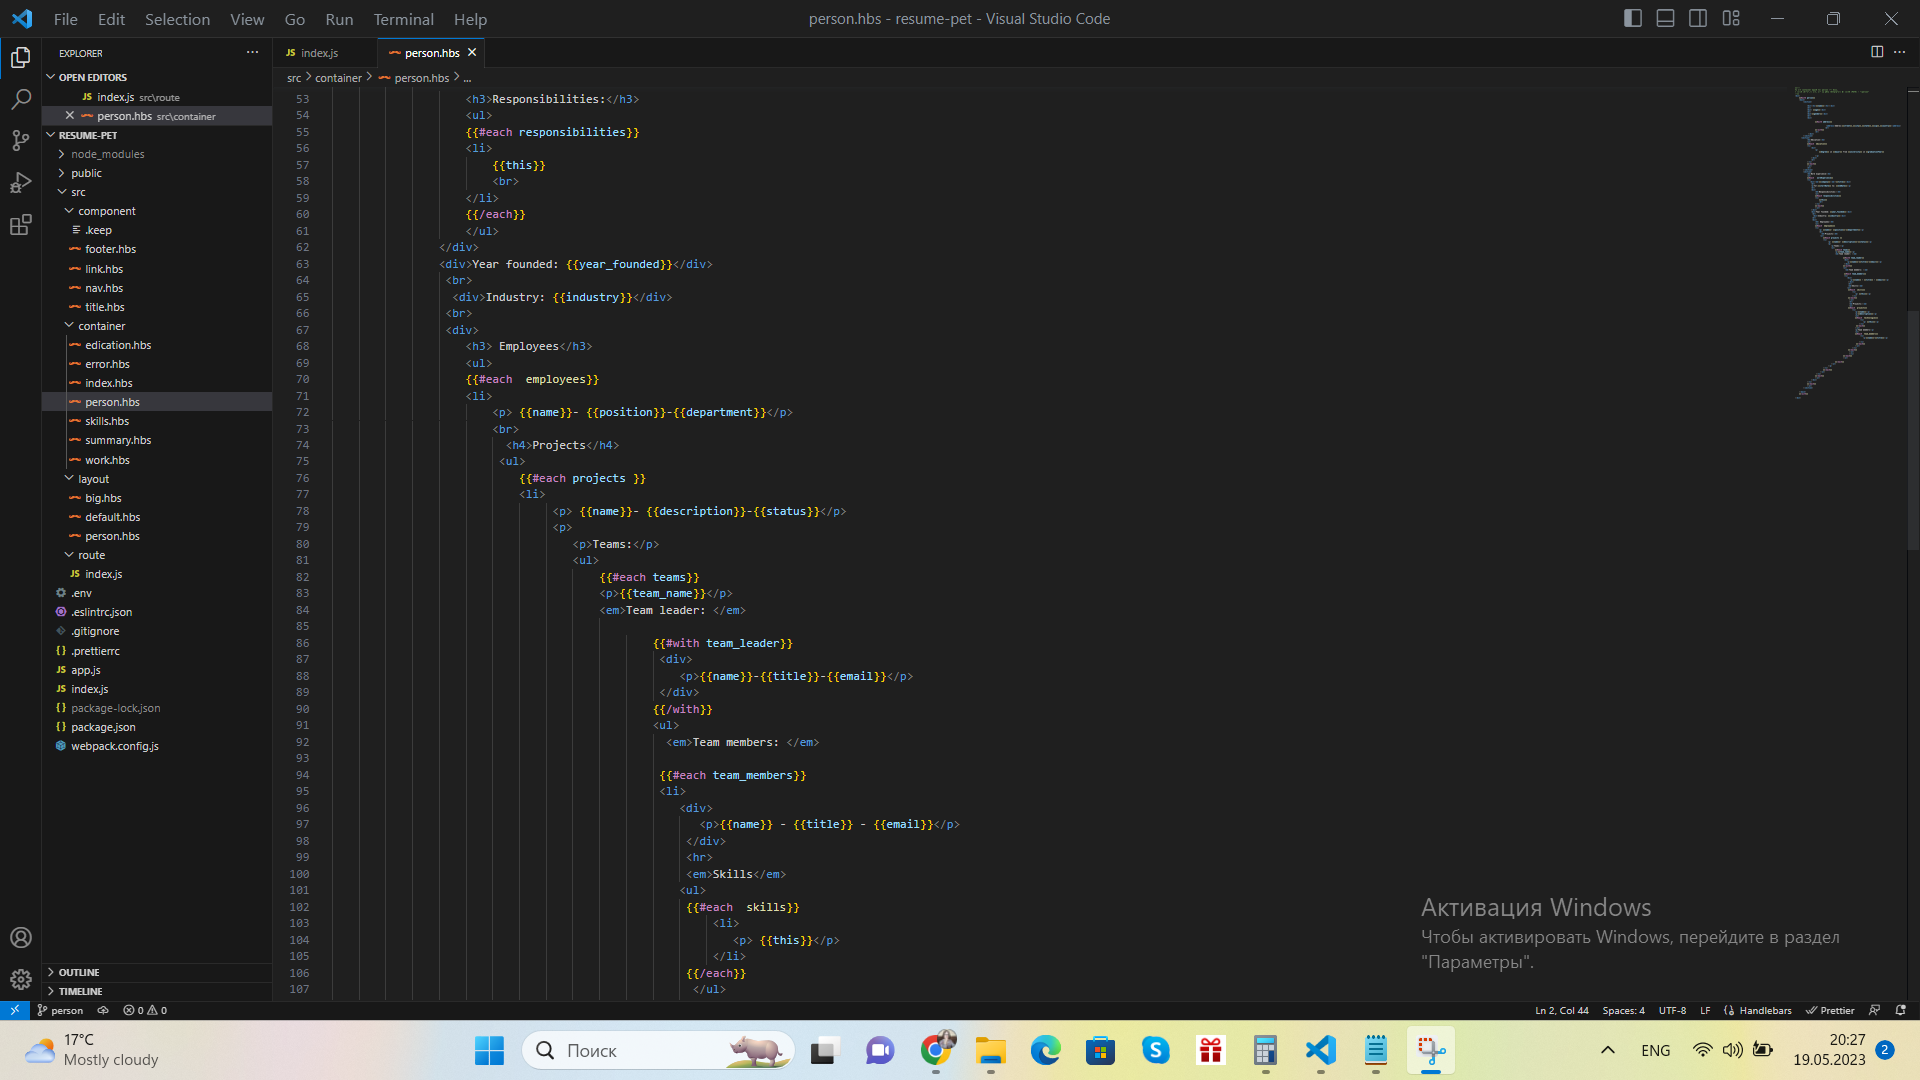 File Edit Selection View Go Run Terminal Help
person.hbs - resume-pet - Visual Studio Code
EXPLORER
OPEN EDITORS
index.js src\route
person.hbs src\container
RESUME-PET
node_modules
public
src
component
.keep
footer.hbs
link.hbs
nav.hbs
title.hbs
container
edication.hbs
error.hbs
index.hbs
person.hbs
skills.hbs
summary.hbs
work.hbs
layout
big.hbs
default.hbs
person.hbs
route
JS index.js
.env
.eslintrc.json
.gitignore
{} .prettierrc
JS app.js
JS index.js
{} package-lock.json
{} package.json
webpack.config.js
OUTLINE
TIMELINE
JS index.js
person.hbs
src > container > person.hbs > ...
53 <h3>Responsibilities:</h3>
54 <ul>
55 {{#each responsibilities}}
56 <li>
57 {{this}}
58 <br>
59 </li>
60 {{/each}}
61 </ul>
62 </div>
63 <div>Year founded: {{year_founded}}</div>
64 <br>
65 <div>Industry: {{industry}}</div>
66 <br>
67 <div>
68 <h3> Employees</h3>
69 <ul>
70 {{#each  employees}}
71 <li>
72 <p> {{name}}- {{position}}-{{department}}</p>
73 <br>
74 <h4>Projects</h4>
75 <ul>
76 {{#each projects }}
77 <li>
78 <p> {{name}}- {{description}}-{{status}}</p>
79 <p>
80 <p>Teams:</p>
81 <ul>
82 {{#each teams}}
83 <p>{{team_name}}</p>
84 <em>Team leader: </em>
85
86 {{#with team_leader}}
87 <div>
88 <p>{{name}}-{{title}}-{{email}}</p>
89 </div>
90 {{/with}}
91 <ul>
92 <em>Team members: </em>
93
94 {{#each team_members}}
95 <li>
96 <div>
97 <p>{{name}} - {{title}} - {{email}}</p>
98 </div>
99 <hr>
100 <em>Skills</em>
101 <ul>
102 {{#each  skills}}
103 <li>
104 <p> {{this}}</p>
105 </li>
106 {{/each}}
107 </ul>
Активация Windows
Чтобы активировать Windows, перейдите в раздел
"Параметры".
person 0 0
Ln 2, Col 44 Spaces: 4 UTF-8 LF {} Handlebars Prettier
17°C
Mostly cloudy
Поиск
ENG
20:27
19.05.2023
2